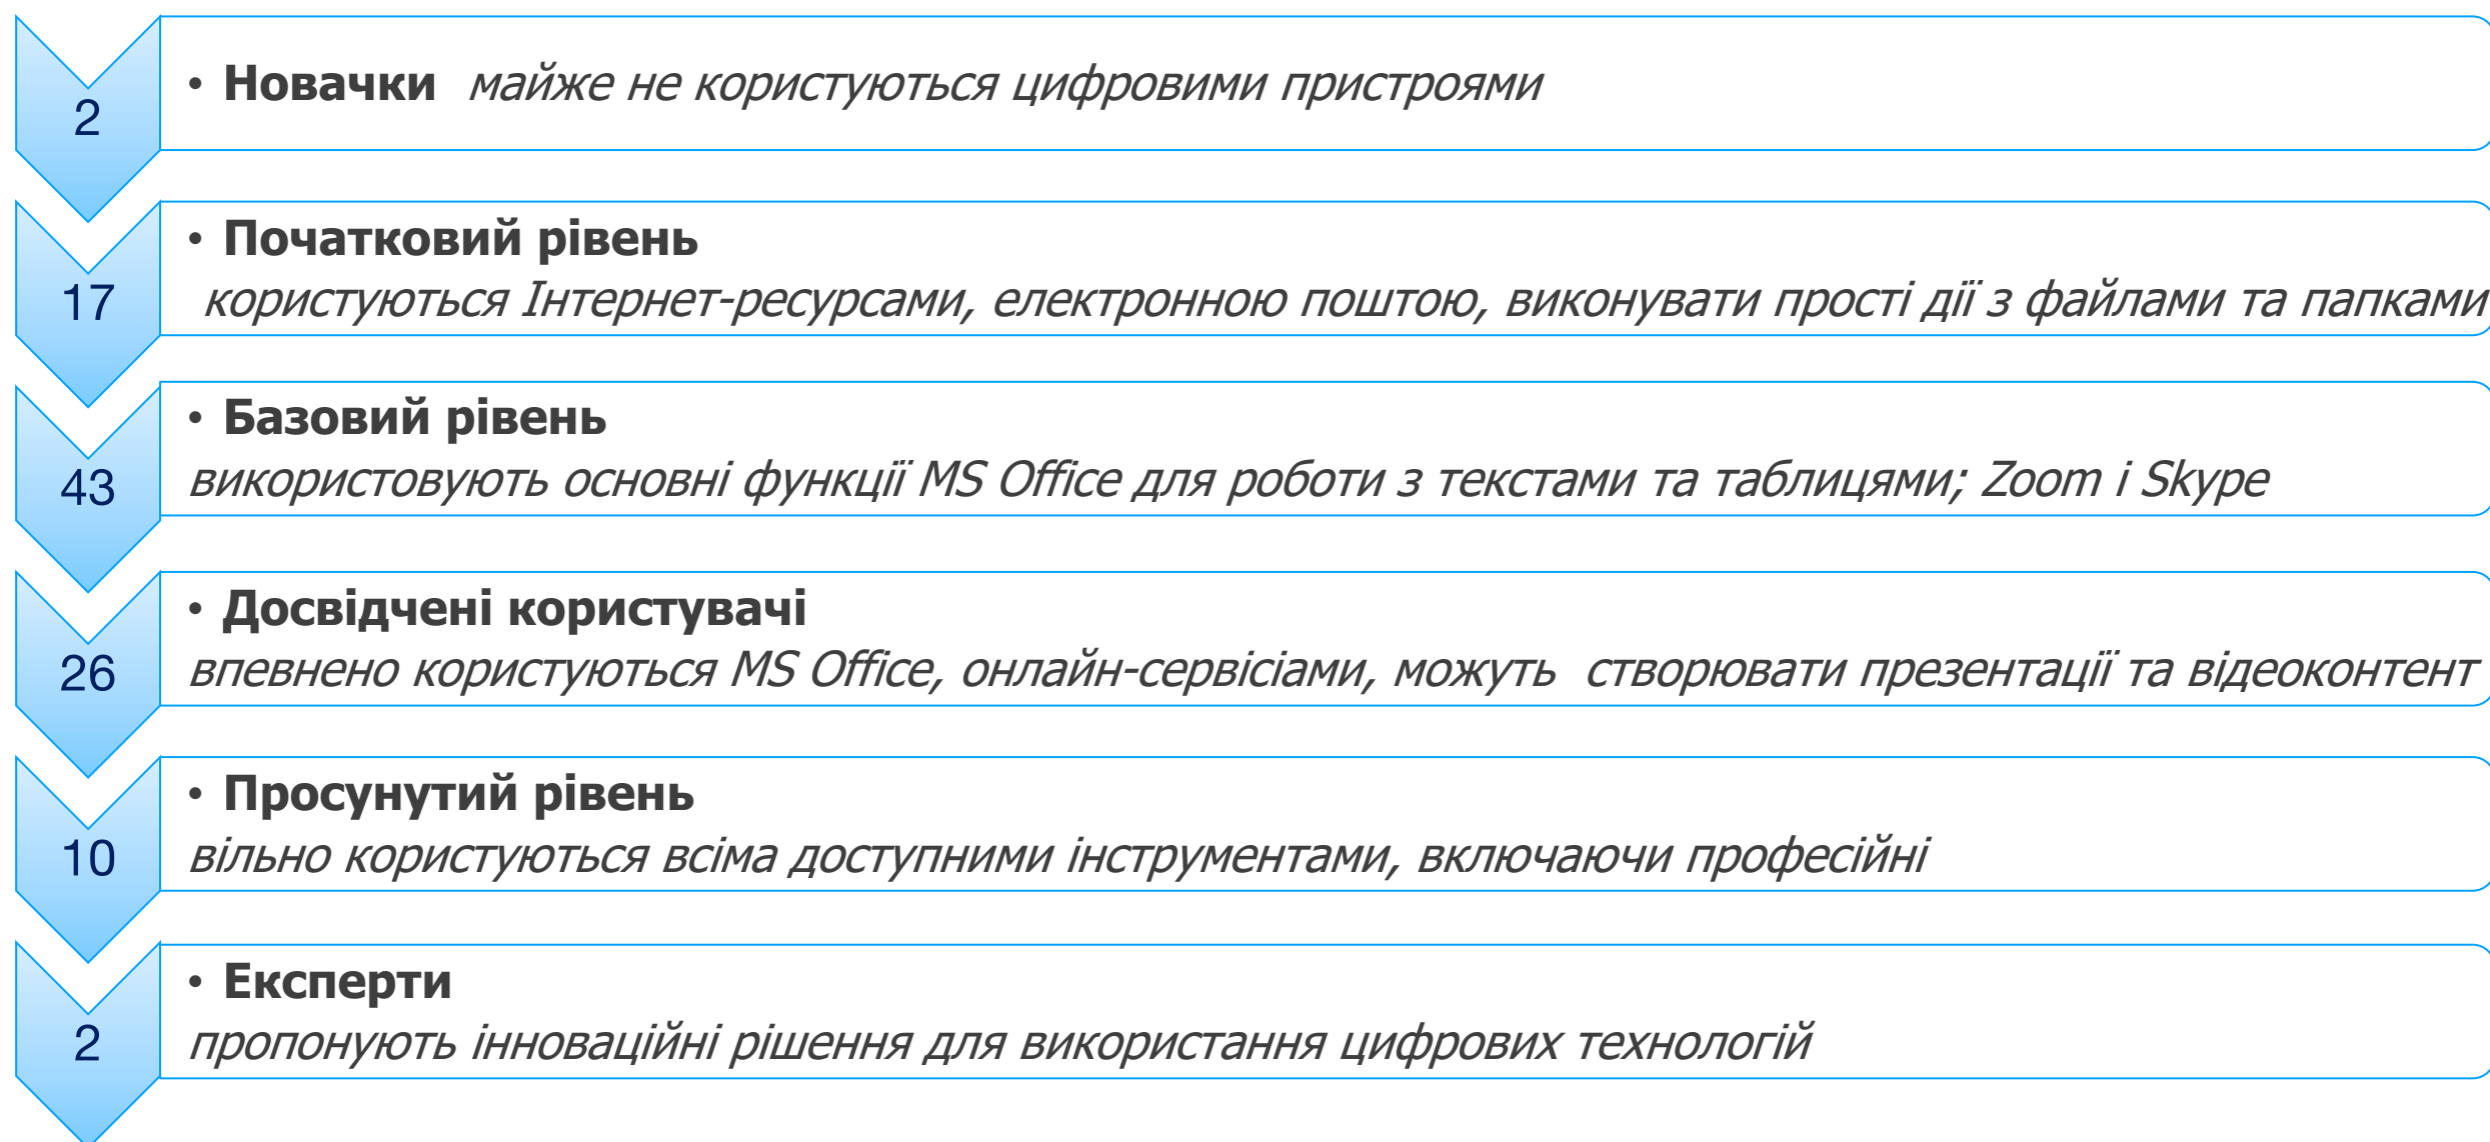 2
• Новачки майже не користуються цифровими пристроями
17
• Початковий рівень
користуються Інтернет-ресурсами, електронною поштою, виконувати прості дії з файлами та папками
43
• Базовий рівень
використовують основні функції MS Office для роботи з текстами та таблицями; Zoom і Skype
26
• Досвідчені користувачі
впевнено користуються MS Office, онлайн-сервісіами, можуть створювати презентації та відеоконтент
10
• Просунутий рівень
вільно користуються всіма доступними інструментами, включаючи професійні
2
• Експерти
пропонують інноваційні рішення для використання цифрових технологій